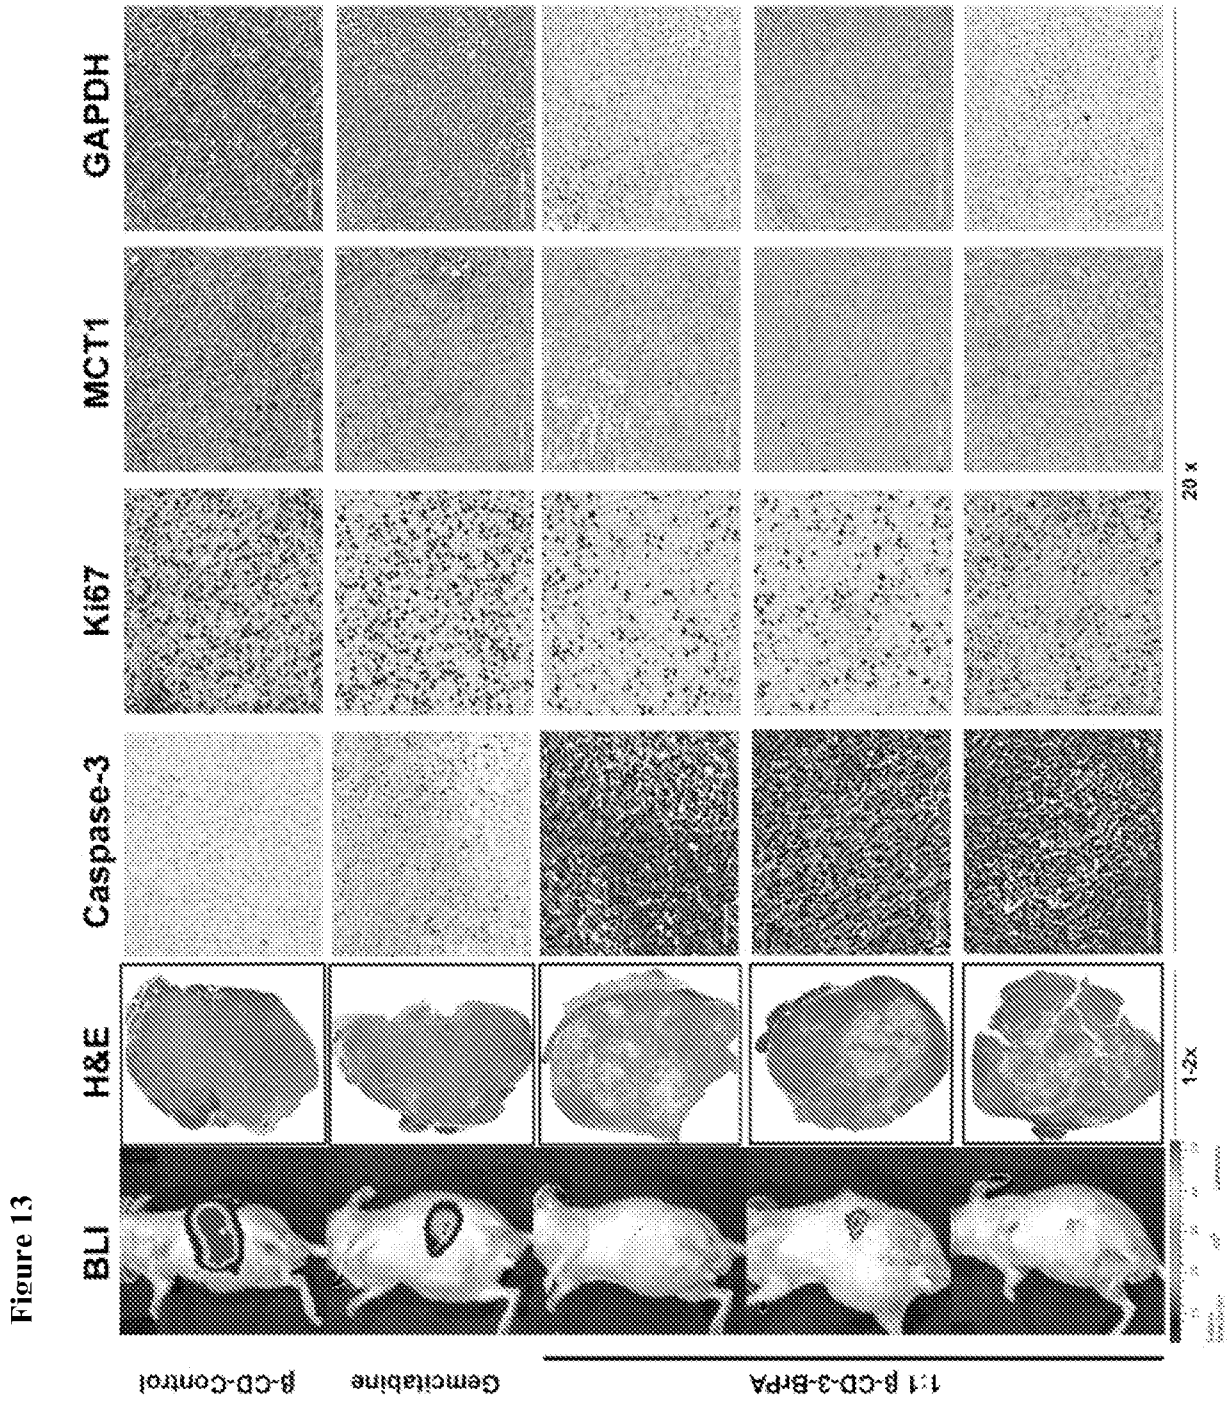 Figure 13
BLI
H&E
Caspase-3
Ki67
MCT1
GAPDH
β-CD-Control
Gemcitabine
1:1 β-CD-3-BrPA
1-2x
20 x